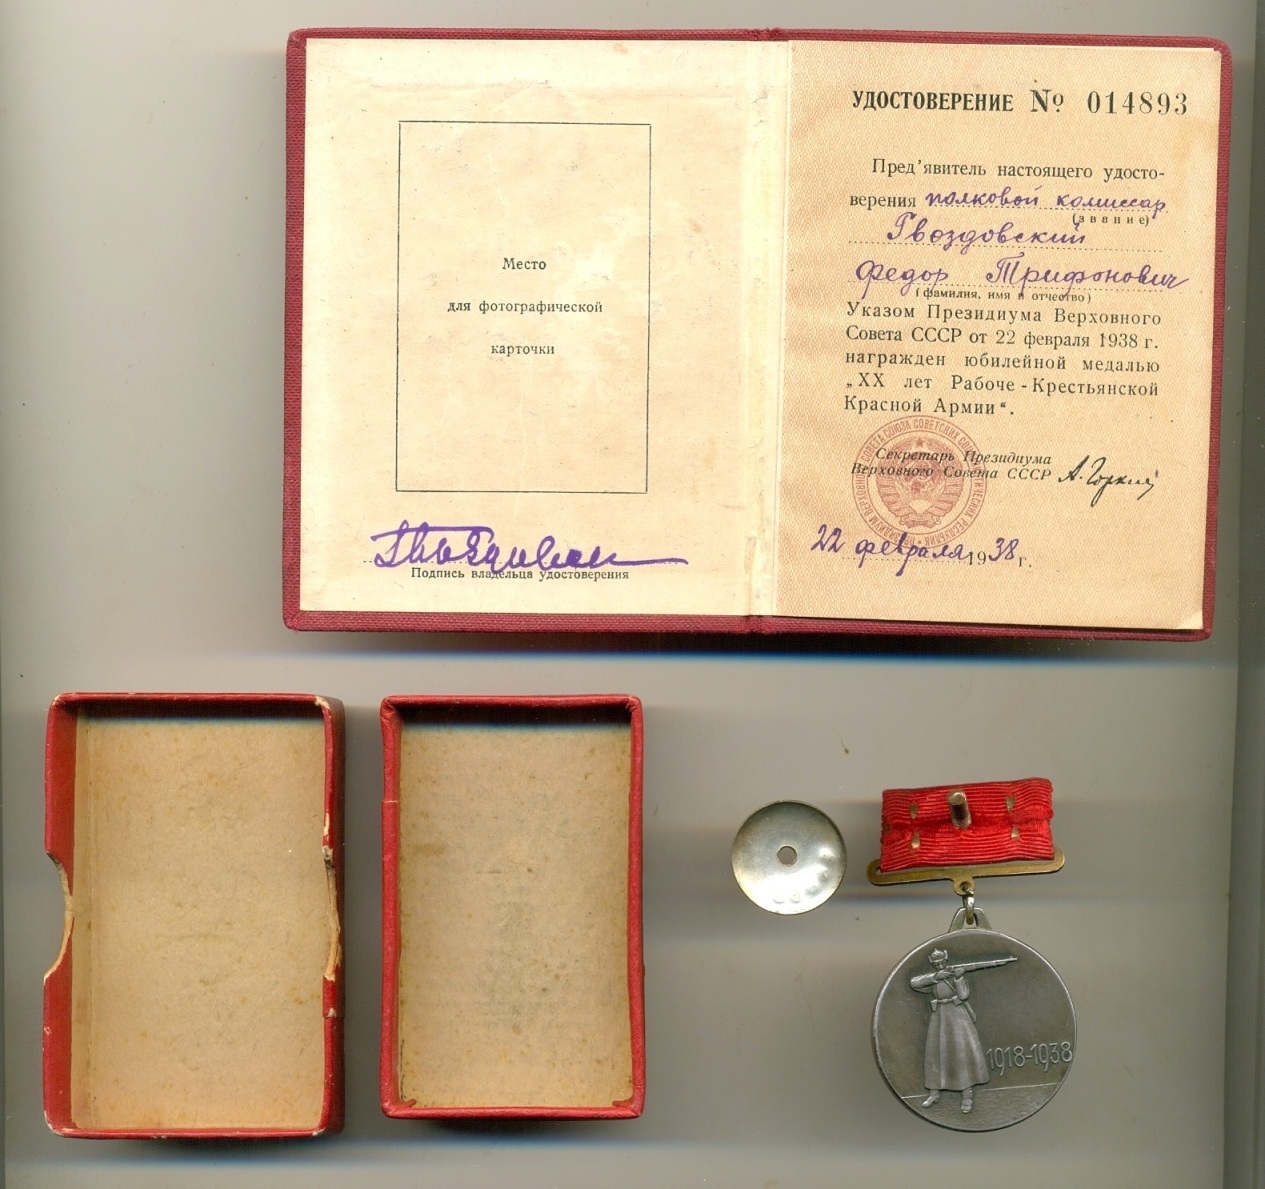 Место
для фотографической
карточки
Подпись владельца удостоверения
УДОСТОВЕРЕНИЕ № 014893
Пред'явитель настоящего удосто-
верения полковой комиссар
(звание)
Гвоздовский
Федор Трифонович
(фамилия, имя и отчество)
Указом Президиума Верховного
Совета СССР от 22 февраля 1938 г.
награжден юбилейной медалью
„XX лет Рабоче-Крестьянской
Красной Армии“.
Секретарь Президиума
Верховного Совета СССР А. Горкин
22 февраля 1938 г.
1918-1938